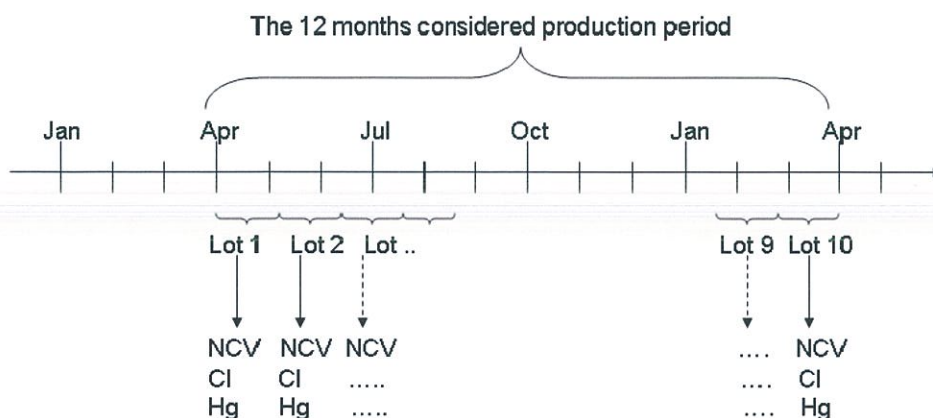 The 12 months considered production period
Jan Apr Jul Oct Jan Apr
Lot 1 Lot 2 Lot .. Lot 9 Lot 10
NCV NCV NCV .... NCV
Cl Cl ..... .... Cl
Hg Hg ..... .... Hg